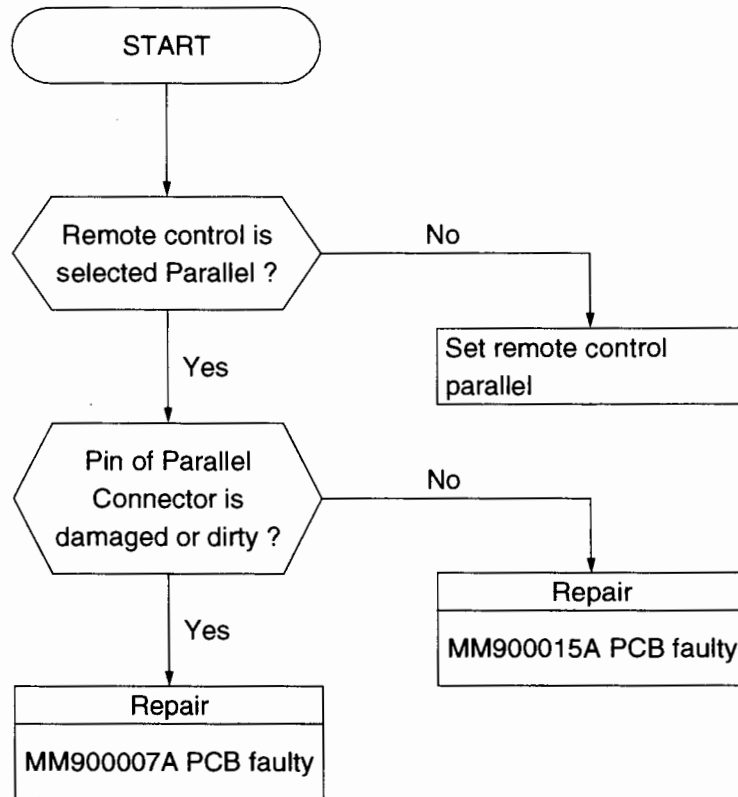 START
Remote control is
selected Parallel ?
No
Set remote control
parallel
Yes
Pin of Parallel
Connector is
damaged or dirty ?
No
Repair
MM900015A PCB faulty
Yes
Repair
MM900007A PCB faulty